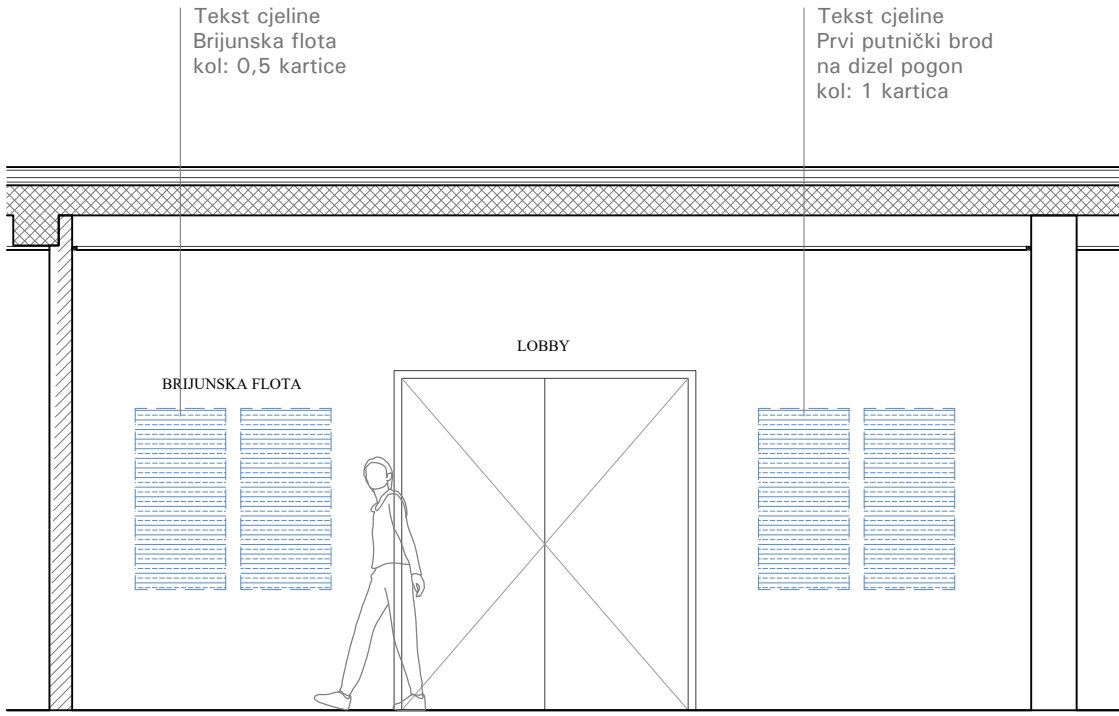 Tekst cjeline
Brijunska flota
kol: 0,5 kartice
Tekst cjeline
Prvi putnički brod
na dizel pogon
kol: 1 kartica
LOBBY
BRIJUNSKA FLOTA